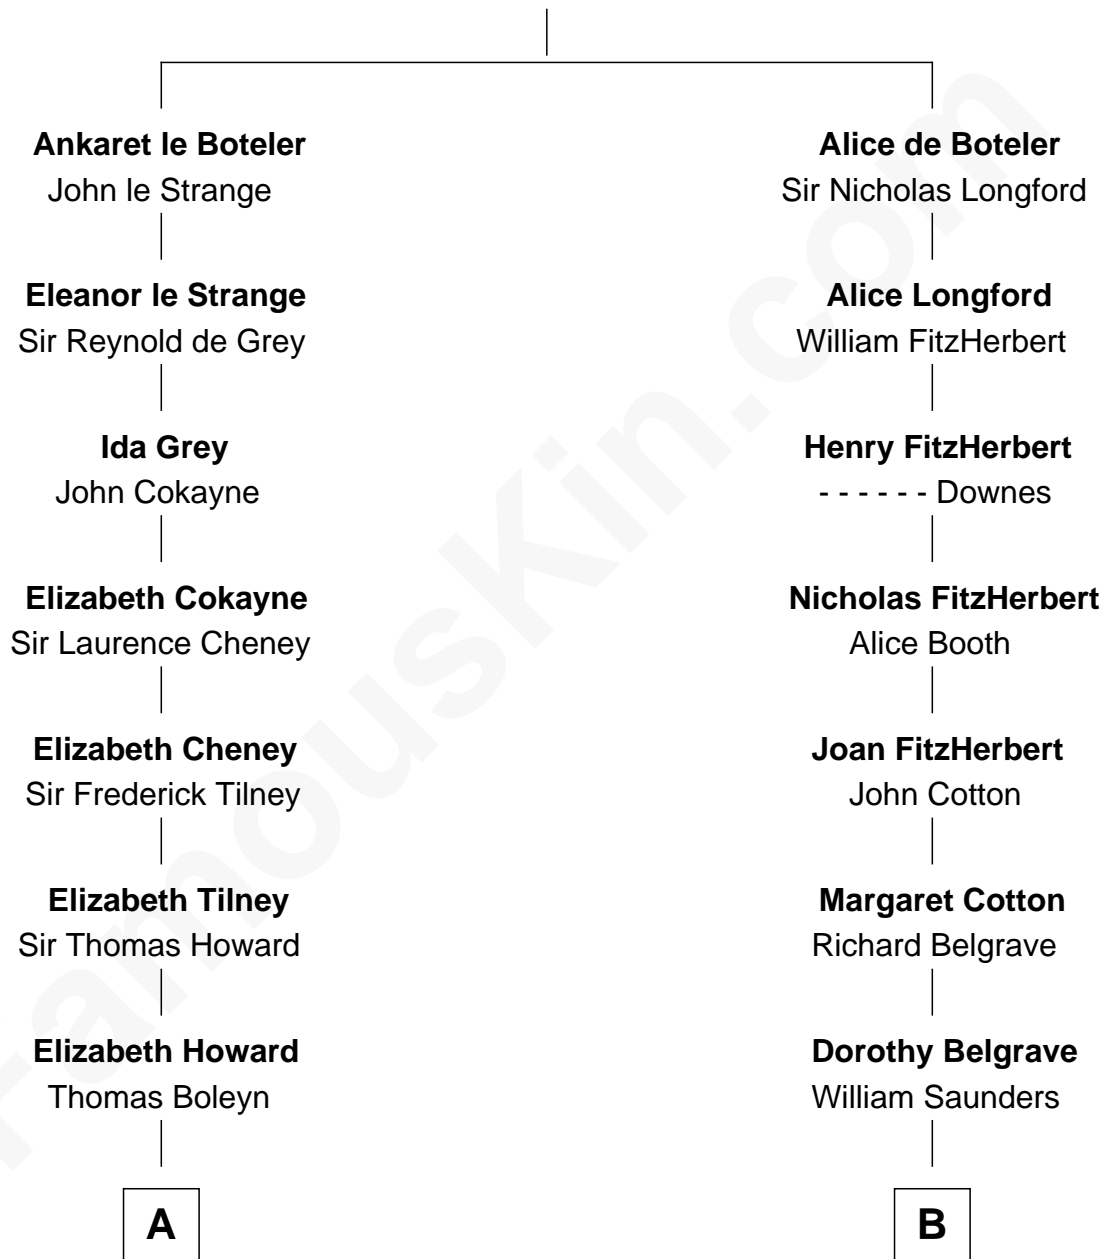 Ankaret le Boteler
John le Strange
Alice de Boteler
Sir Nicholas Longford
Eleanor le Strange
Sir Reynold de Grey
Alice Longford
William FitzHerbert
Ida Grey
John Cokayne
Henry FitzHerbert
- - - - - - Downes
Elizabeth Cokayne
Sir Laurence Cheney
Nicholas FitzHerbert
Alice Booth
Elizabeth Cheney
Sir Frederick Tilney
Joan FitzHerbert
John Cotton
Elizabeth Tilney
Sir Thomas Howard
Margaret Cotton
Richard Belgrave
Elizabeth Howard
Thomas Boleyn
Dorothy Belgrave
William Saunders
A
B
FamousKin.com